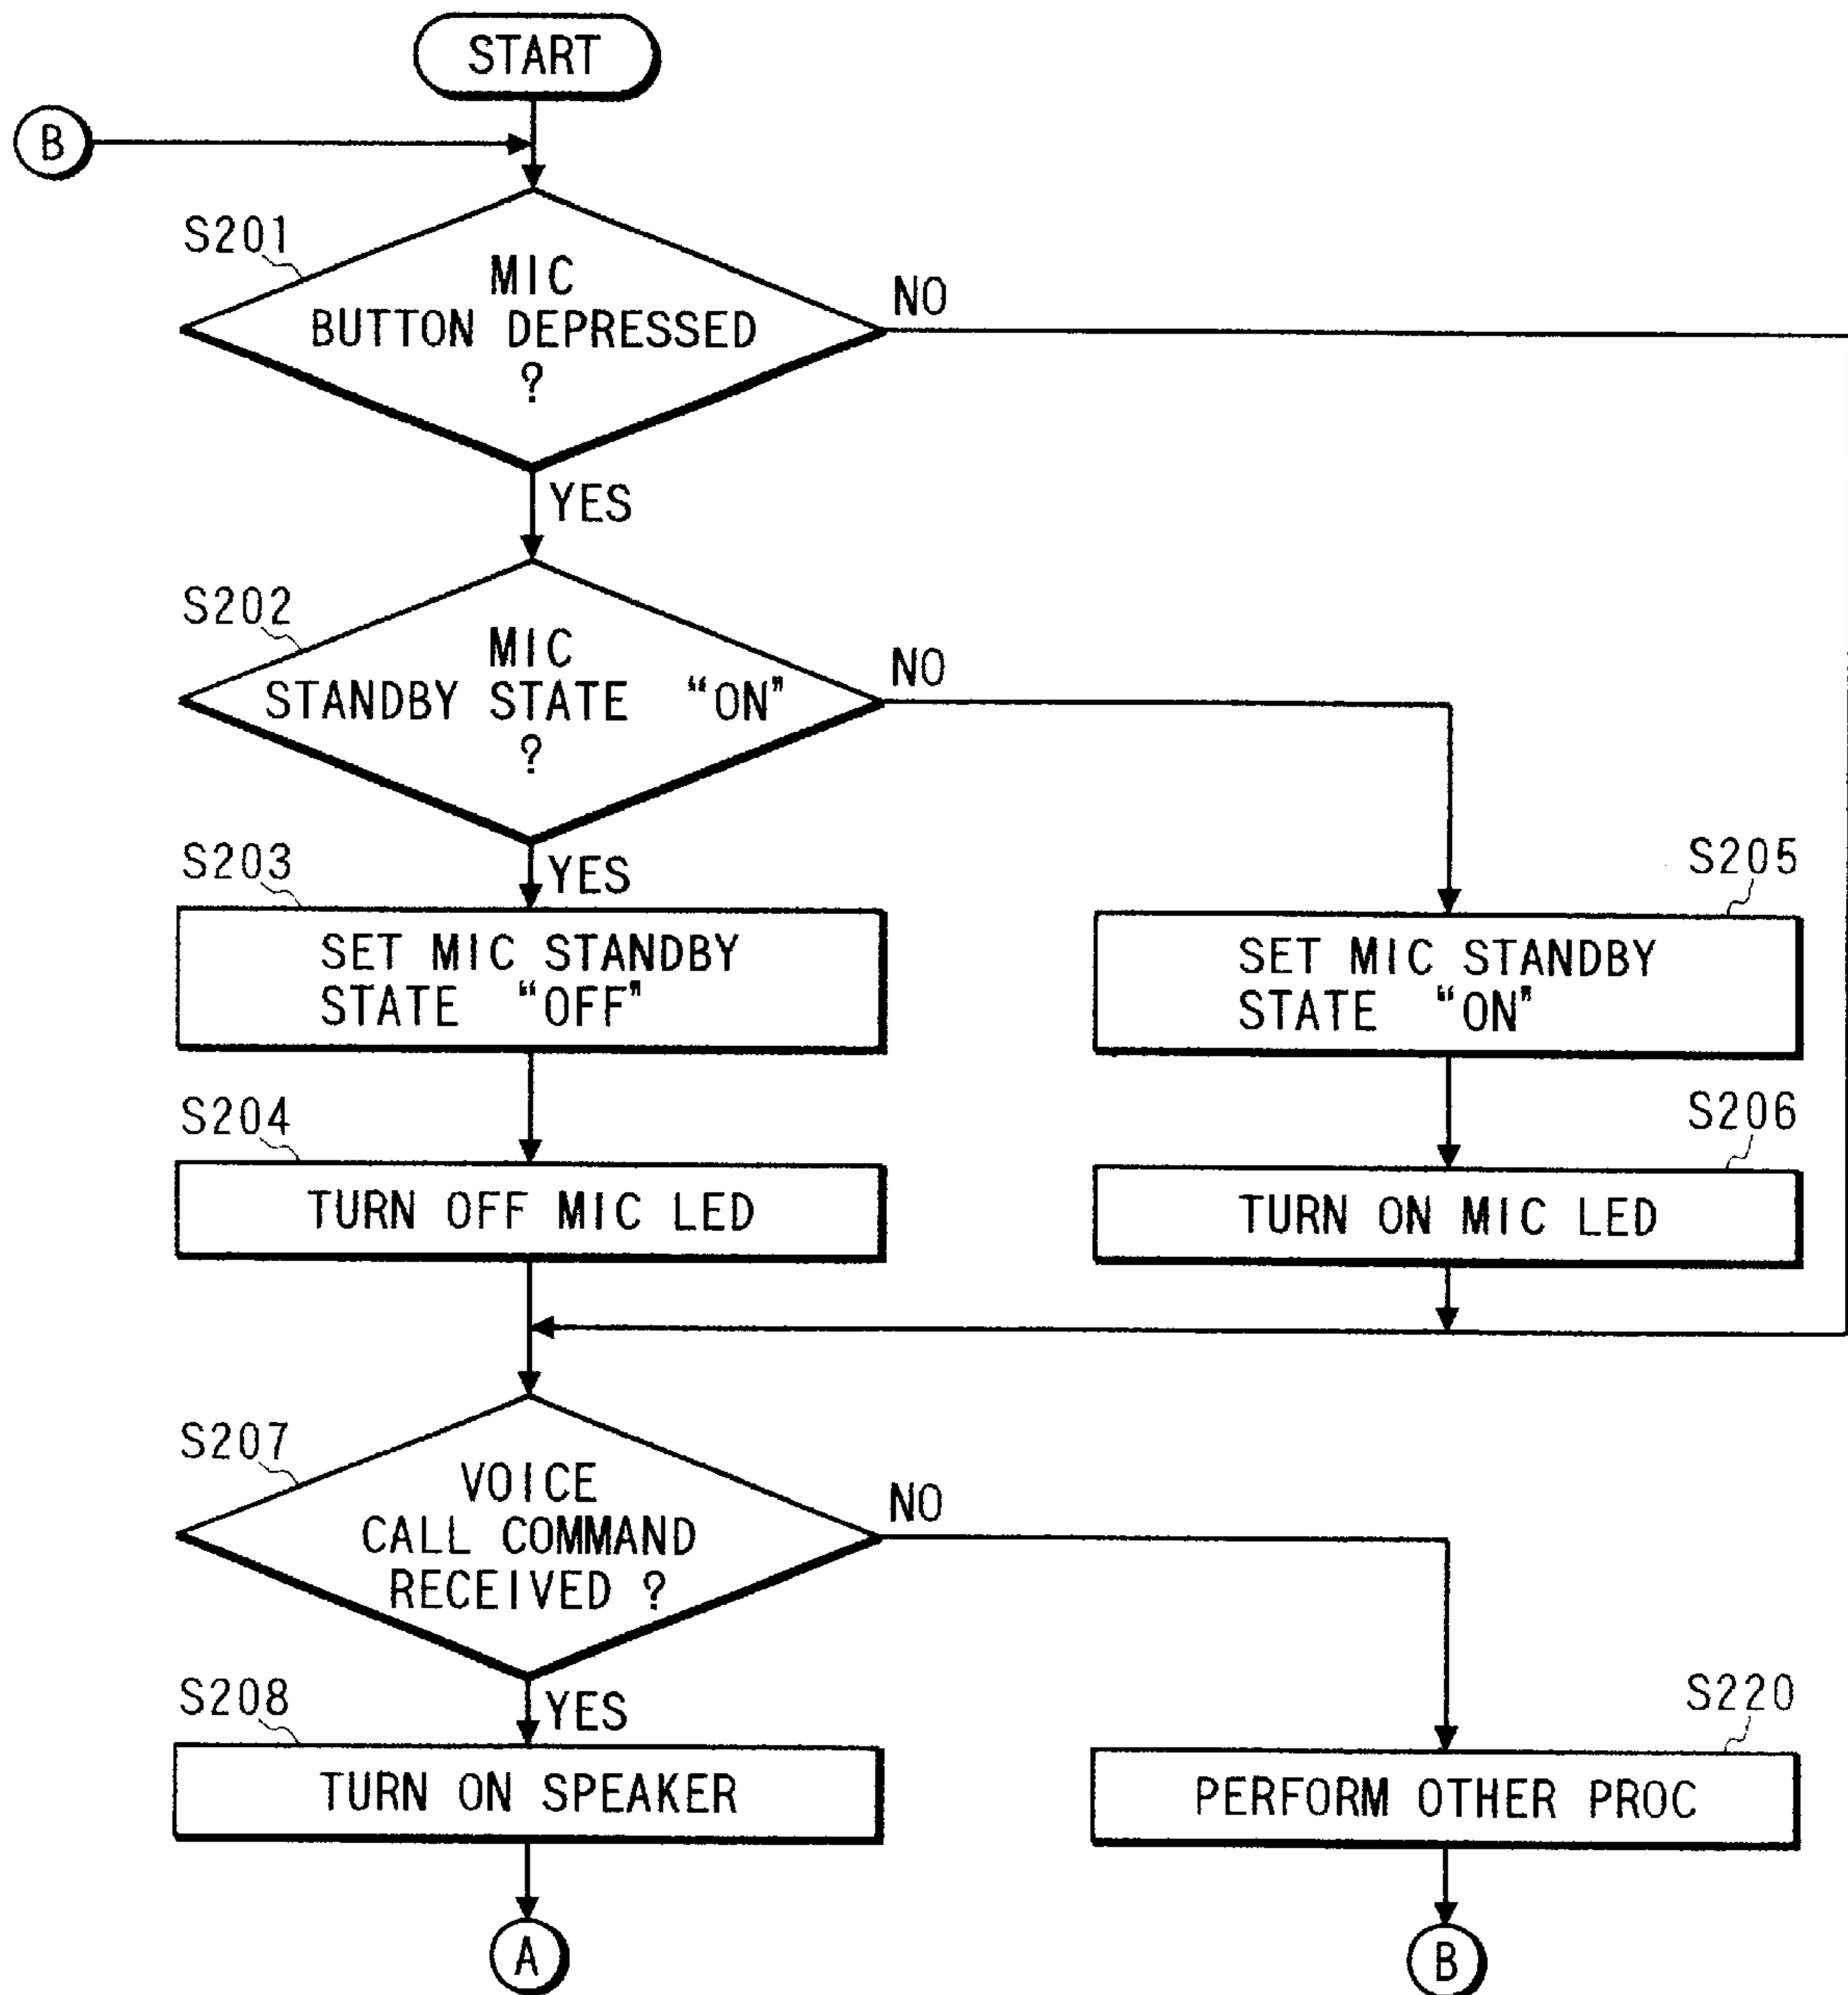 START
B
S201
MIC
BUTTON DEPRESSED
?
NO
YES
S202
MIC
STANDBY STATE “ON”
?
NO
YES
S203
SET MIC STANDBY
STATE “OFF”
S205
SET MIC STANDBY
STATE “ON”
S204
TURN OFF MIC LED
S206
TURN ON MIC LED
S207
VOICE
CALL COMMAND
RECEIVED ?
NO
YES
S208
TURN ON SPEAKER
S220
PERFORM OTHER PROC
A
B